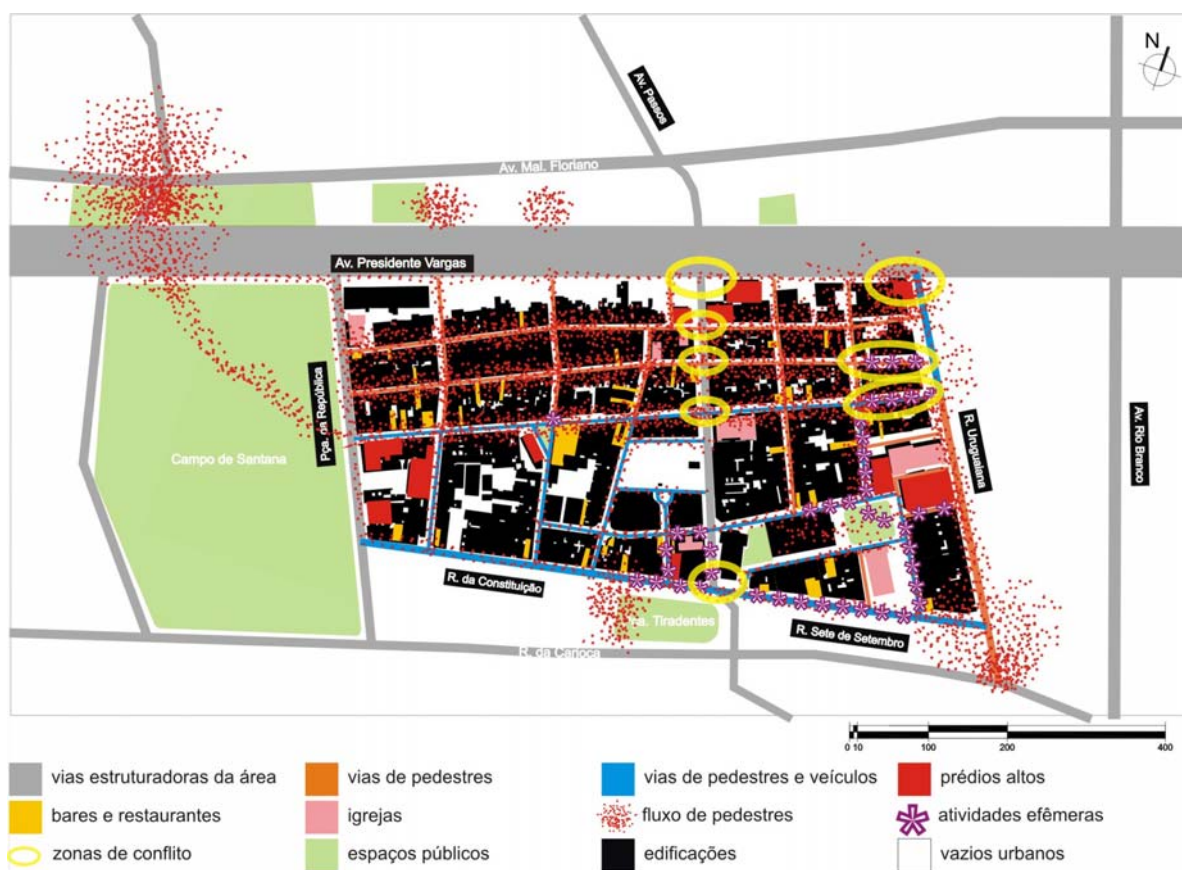 N
Av. Passos
Av. Mal. Floriano
Av. Presidente Vargas
Pça. da República
Campo de Santana
R. Uruguaiana
Av. Rio Branco
R. da Constituição
Tiradentes
R. Sete de Setembro
R. da Carioca
0 10 100 200 400
vias estruturadoras da área
vias de pedestres
vias de pedestres e veículos
prédios altos
bares e restaurantes
igrejas
fluxo de pedestres
atividades efêmeras
zonas de conflito
espaços públicos
edificações
vazios urbanos